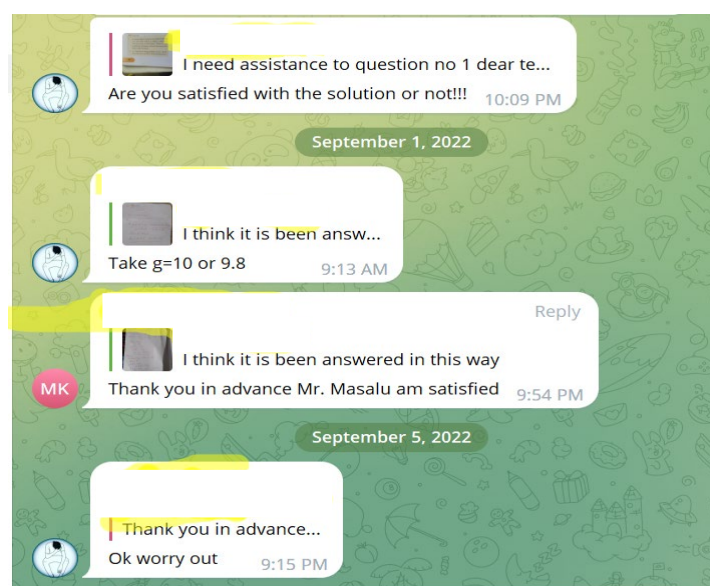 I need assistance to question no 1 dear te...
Are you satisfied with the solution or not!!! 10:09 PM
September 1, 2022
I think it is been answ...
Take g=10 or 9.8 9:13 AM
Reply
I think it is been answered in this way
MK Thank you in advance Mr. Masalu am satisfied 9:54 PM
September 5, 2022
Thank you in advance...
Ok worry out 9:15 PM